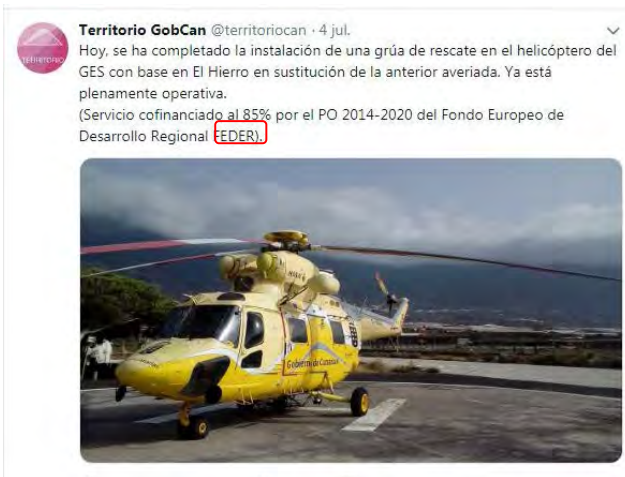 Territorio GobCan @territoriocan · 4 jul.
Hoy, se ha completado la instalación de una grúa de rescate en el helicóptero del
GES con base en El Hierro en sustitución de la anterior averiada. Ya está
plenamente operativa.
(Servicio cofinanciado al 85% por el PO 2014-2020 del Fondo Europeo de
Desarrollo Regional FEDER).
TERRITORIO
Gobierno de Canarias